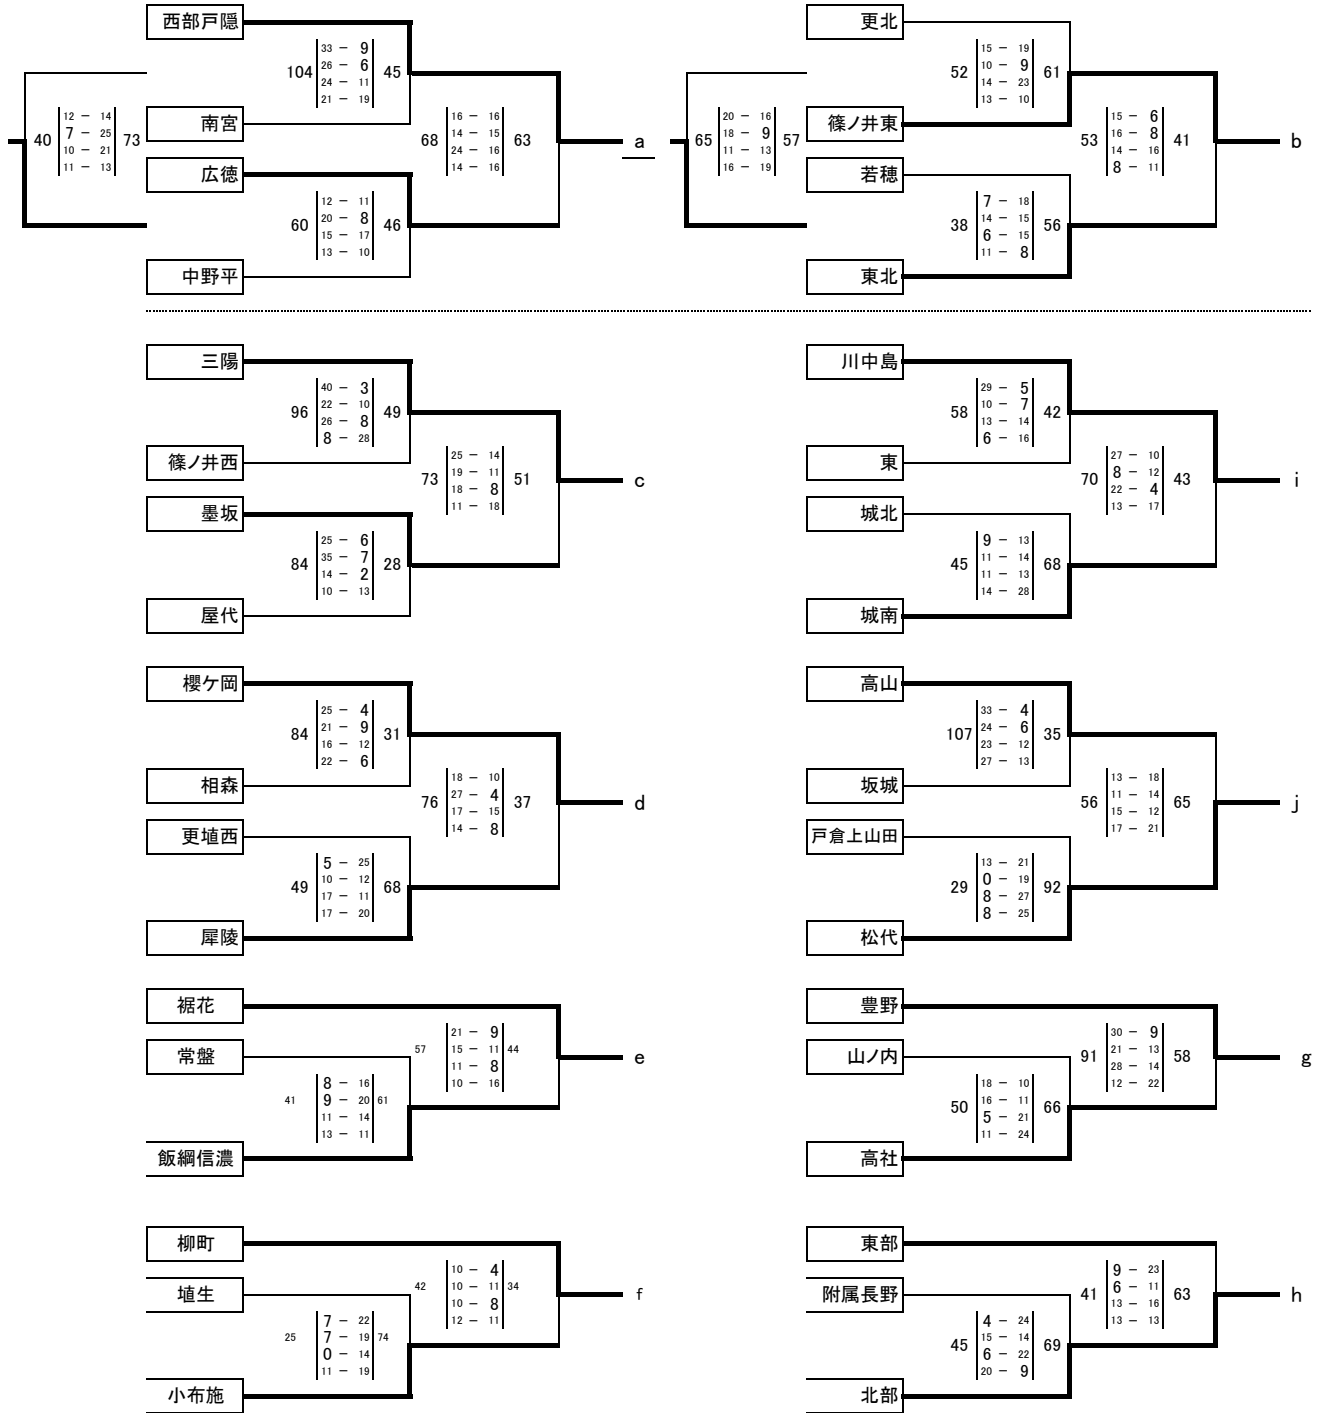 西部戸隠
104
33 － 9
26 － 6
24 － 11
21 － 19
45
南宮
40
12 － 14
7 － 25
10 － 21
11 － 13
73
68
16 － 16
14 － 15
24 － 16
14 － 16
63
a
広徳
60
12 － 11
20 － 8
15 － 17
13 － 10
46
中野平
更北
52
15 － 19
10 － 9
14 － 23
13 － 10
61
篠ノ井東
65
20 － 16
18 － 9
11 － 13
16 － 19
57
53
15 － 6
16 － 8
14 － 16
8 － 11
41
b
若穂
38
7 － 18
14 － 15
6 － 15
11 － 8
56
東北
三陽
96
40 － 3
22 － 10
26 － 8
8 － 28
49
篠ノ井西
73
25 － 14
19 － 11
18 － 8
11 － 18
51
c
墨坂
84
25 － 6
35 － 7
14 － 2
10 － 13
28
屋代
川中島
58
29 － 5
10 － 7
13 － 14
6 － 16
42
東
70
27 － 10
8 － 12
22 － 4
13 － 17
43
i
城北
45
9 － 13
11 － 14
11 － 13
14 － 28
68
城南
櫻ケ岡
84
25 － 4
21 － 9
16 － 12
22 － 6
31
相森
76
18 － 10
27 － 4
17 － 15
14 － 8
37
d
更埴西
49
5 － 25
10 － 12
17 － 11
17 － 20
68
犀陵
高山
107
33 － 4
24 － 6
23 － 12
27 － 13
35
坂城
56
13 － 18
11 － 14
15 － 12
17 － 21
65
j
戸倉上山田
29
13 － 21
0 － 19
8 － 27
8 － 25
92
松代
裾花
57
21 － 9
15 － 11
11 － 8
10 － 16
44
e
常盤
41
8 － 16
9 － 20
11 － 14
13 － 11
61
飯綱信濃
豊野
91
30 － 9
21 － 13
28 － 14
12 － 22
58
g
山ノ内
50
18 － 10
16 － 11
5 － 21
11 － 24
66
高社
柳町
42
10 － 4
10 － 11
10 － 8
12 － 11
34
f
埴生
25
7 － 22
7 － 19
0 － 14
11 － 19
74
小布施
東部
41
9 － 23
6 － 11
13 － 16
13 － 13
63
h
附属長野
45
4 － 24
15 － 14
6 － 22
20 － 9
69
北部